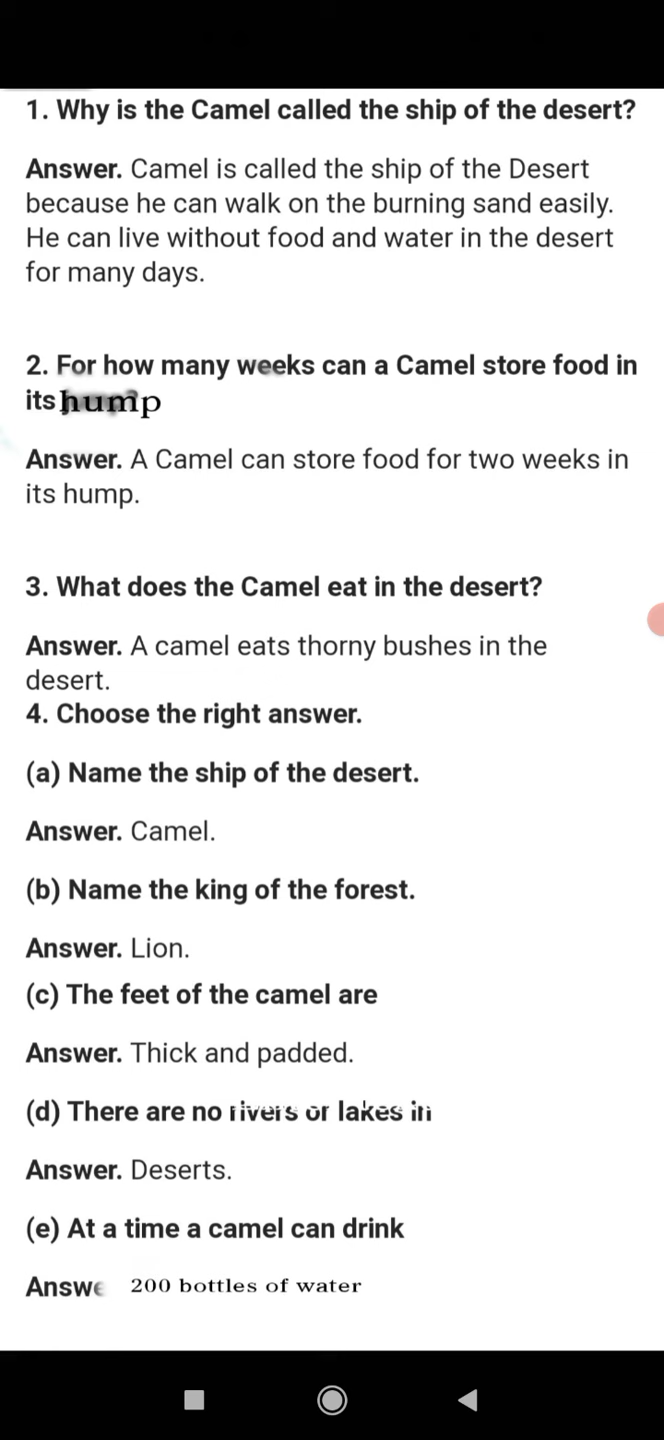 1. Why is the Camel called the ship of the desert?
Answer. Camel is called the ship of the Desert
because he can walk on the burning sand easily.
He can live without food and water in the desert
for many days.
2. For how many weeks can a Camel store food in
its hump
Answer. A Camel can store food for two weeks in
its hump.
3. What does the Camel eat in the desert?
Answer. A camel eats thorny bushes in the
desert.
4. Choose the right answer.
(a) Name the ship of the desert.
Answer. Camel.
(b) Name the king of the forest.
Answer. Lion.
(c) The feet of the camel are
Answer. Thick and padded.
(d) There are no rivers or lakes in
Answer. Deserts.
(e) At a time a camel can drink
Answe 200 bottles of water